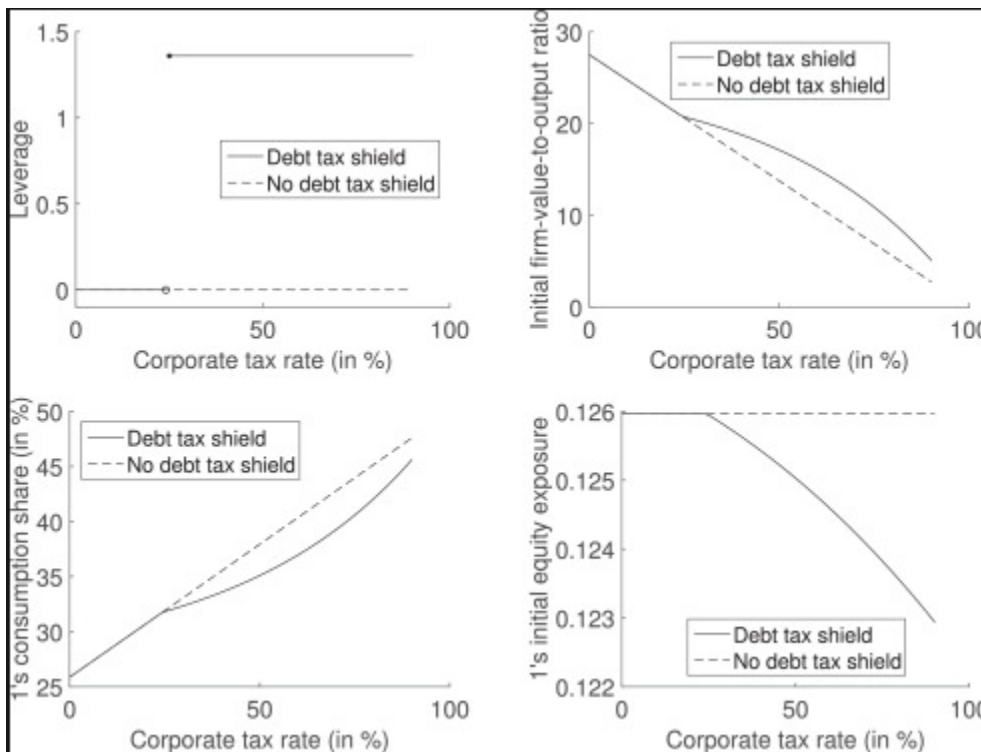 1.5
1
0.5
0
Leverage
Debt tax shield
No debt tax shield
0
50
100
Corporate tax rate (in %)
30
20
10
0
Initial firm-value-to-output ratio
Debt tax shield
No debt tax shield
0
50
100
Corporate tax rate (in %)
50
45
40
35
30
25
1's consumption share (in %)
Debt tax shield
No debt tax shield
0
50
100
Corporate tax rate (in %)
0.126
0.125
0.124
0.123
0.122
1's initial equity exposure
Debt tax shield
No debt tax shield
0
50
100
Corporate tax rate (in %)